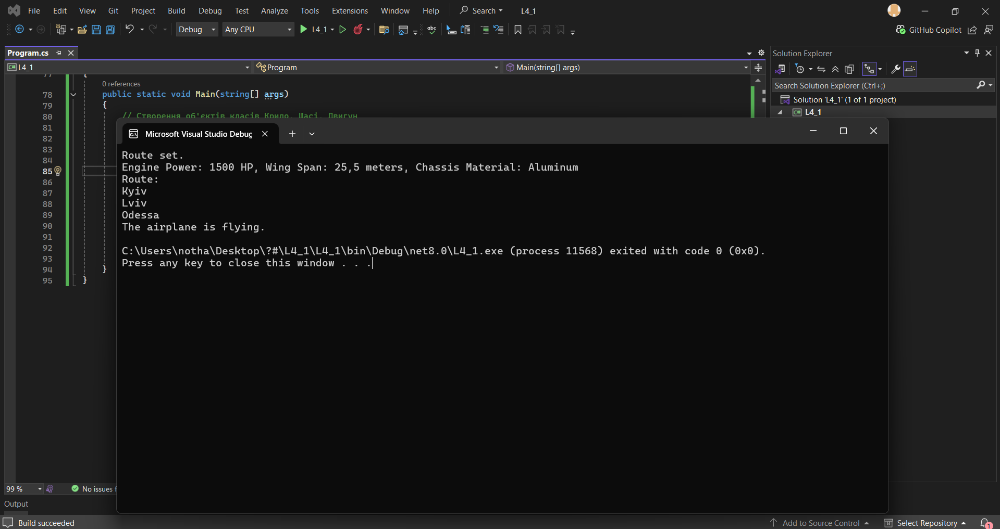 File Edit View Git Project Build Debug Test Analyze Tools Extensions Window Help Search L4_1
Debug Any CPU L4_1 abc GitHub Copilot
Program.cs
L4_1 Program Main(string[] args)
0 references
78 public static void Main(string[] args)
79 {
80 // Створення об'єктів класів Крило, Шасі, Двигун
81
82
83
84
85
86
87
88
89
90
91
92
93
94 }
95 }
Microsoft Visual Studio Debug
Route set.
Engine Power: 1500 HP, Wing Span: 25,5 meters, Chassis Material: Aluminum
Route:
Kyiv
Lviv
Odessa
The airplane is flying.
C:\Users\notha\Desktop\?#\L4_1\L4_1\bin\Debug\net8.0\L4_1.exe (process 11568) exited with code 0 (0x0).
Press any key to close this window . . .
Solution Explorer
Search Solution Explorer (Ctrl+;)
Solution 'L4_1' (1 of 1 project)
C# L4_1
99 % No issues
Output
Build succeeded Add to Source Control Select Repository 1